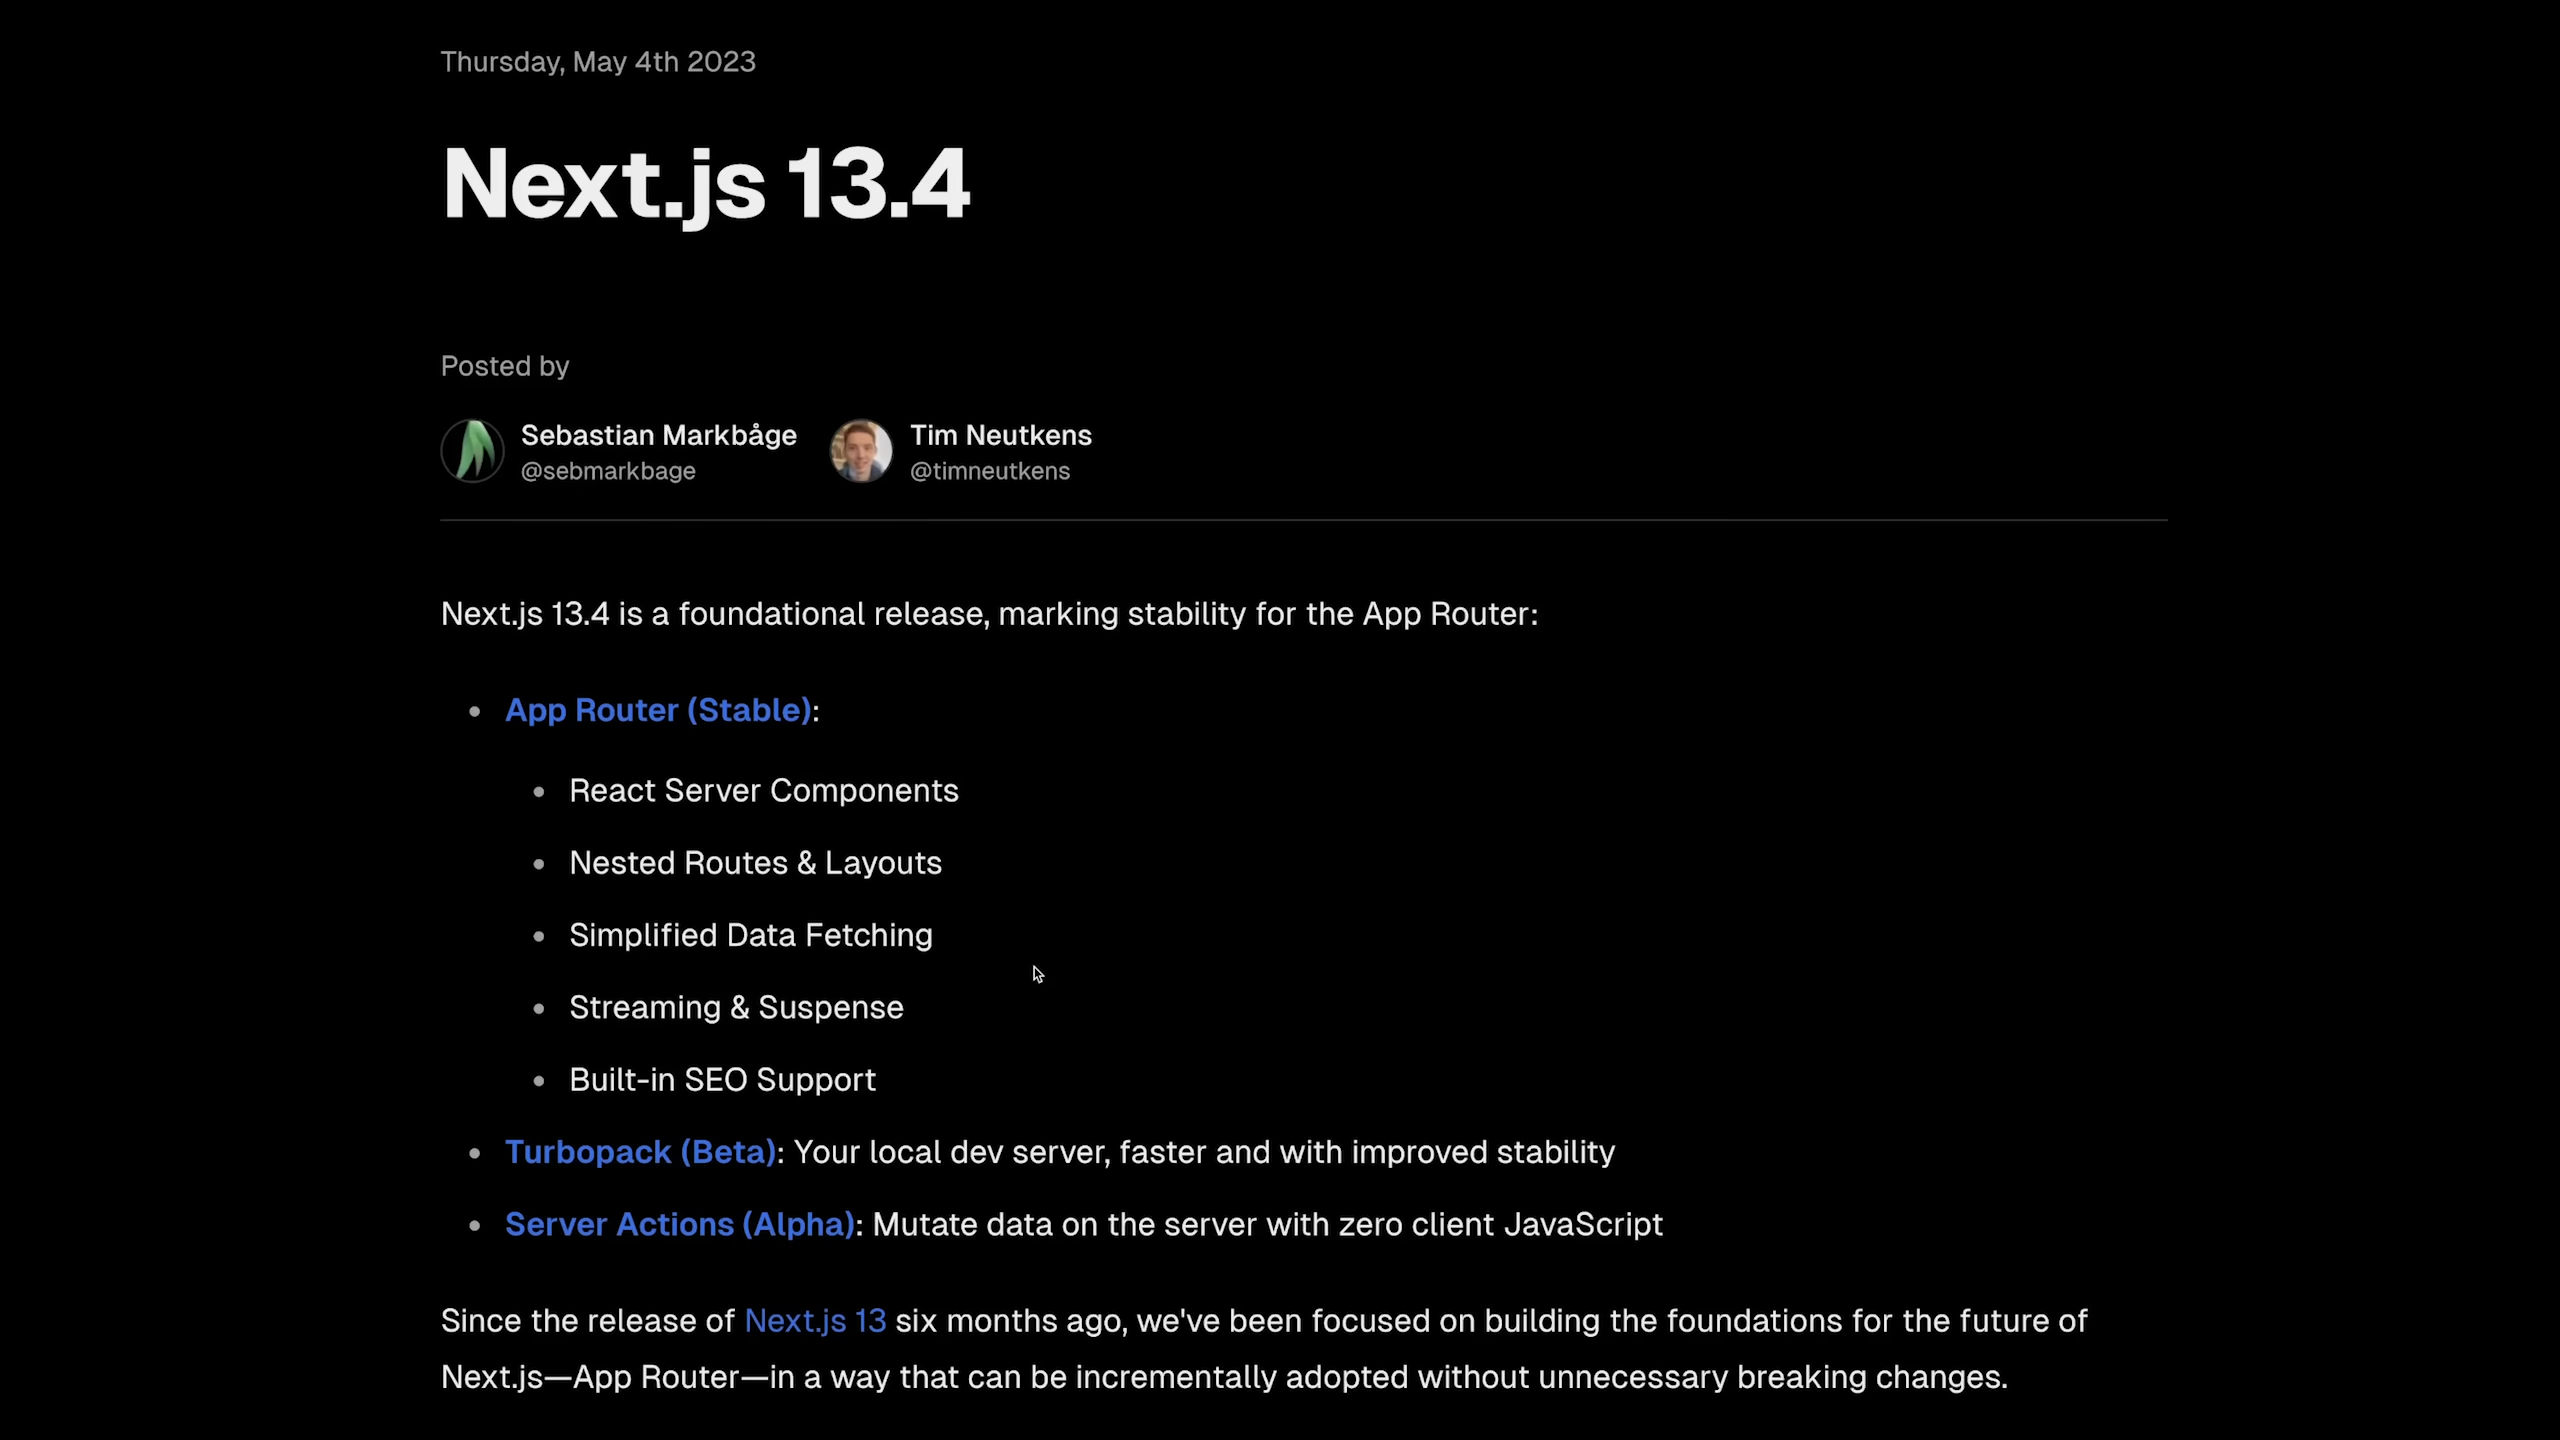 Thursday, May 4th 2023
Next.js 13.4
Posted by
Sebastian Markbåge
@sebmarkbage
Tim Neutkens
@timneutkens
Next.js 13.4 is a foundational release, marking stability for the App Router:
App Router (Stable):
React Server Components
Nested Routes & Layouts
Simplified Data Fetching
Streaming & Suspense
Built-in SEO Support
Turbopack (Beta): Your local dev server, faster and with improved stability
Server Actions (Alpha): Mutate data on the server with zero client JavaScript
Since the release of Next.js 13 six months ago, we've been focused on building the foundations for the future of
Next.js—App Router—in a way that can be incrementally adopted without unnecessary breaking changes.